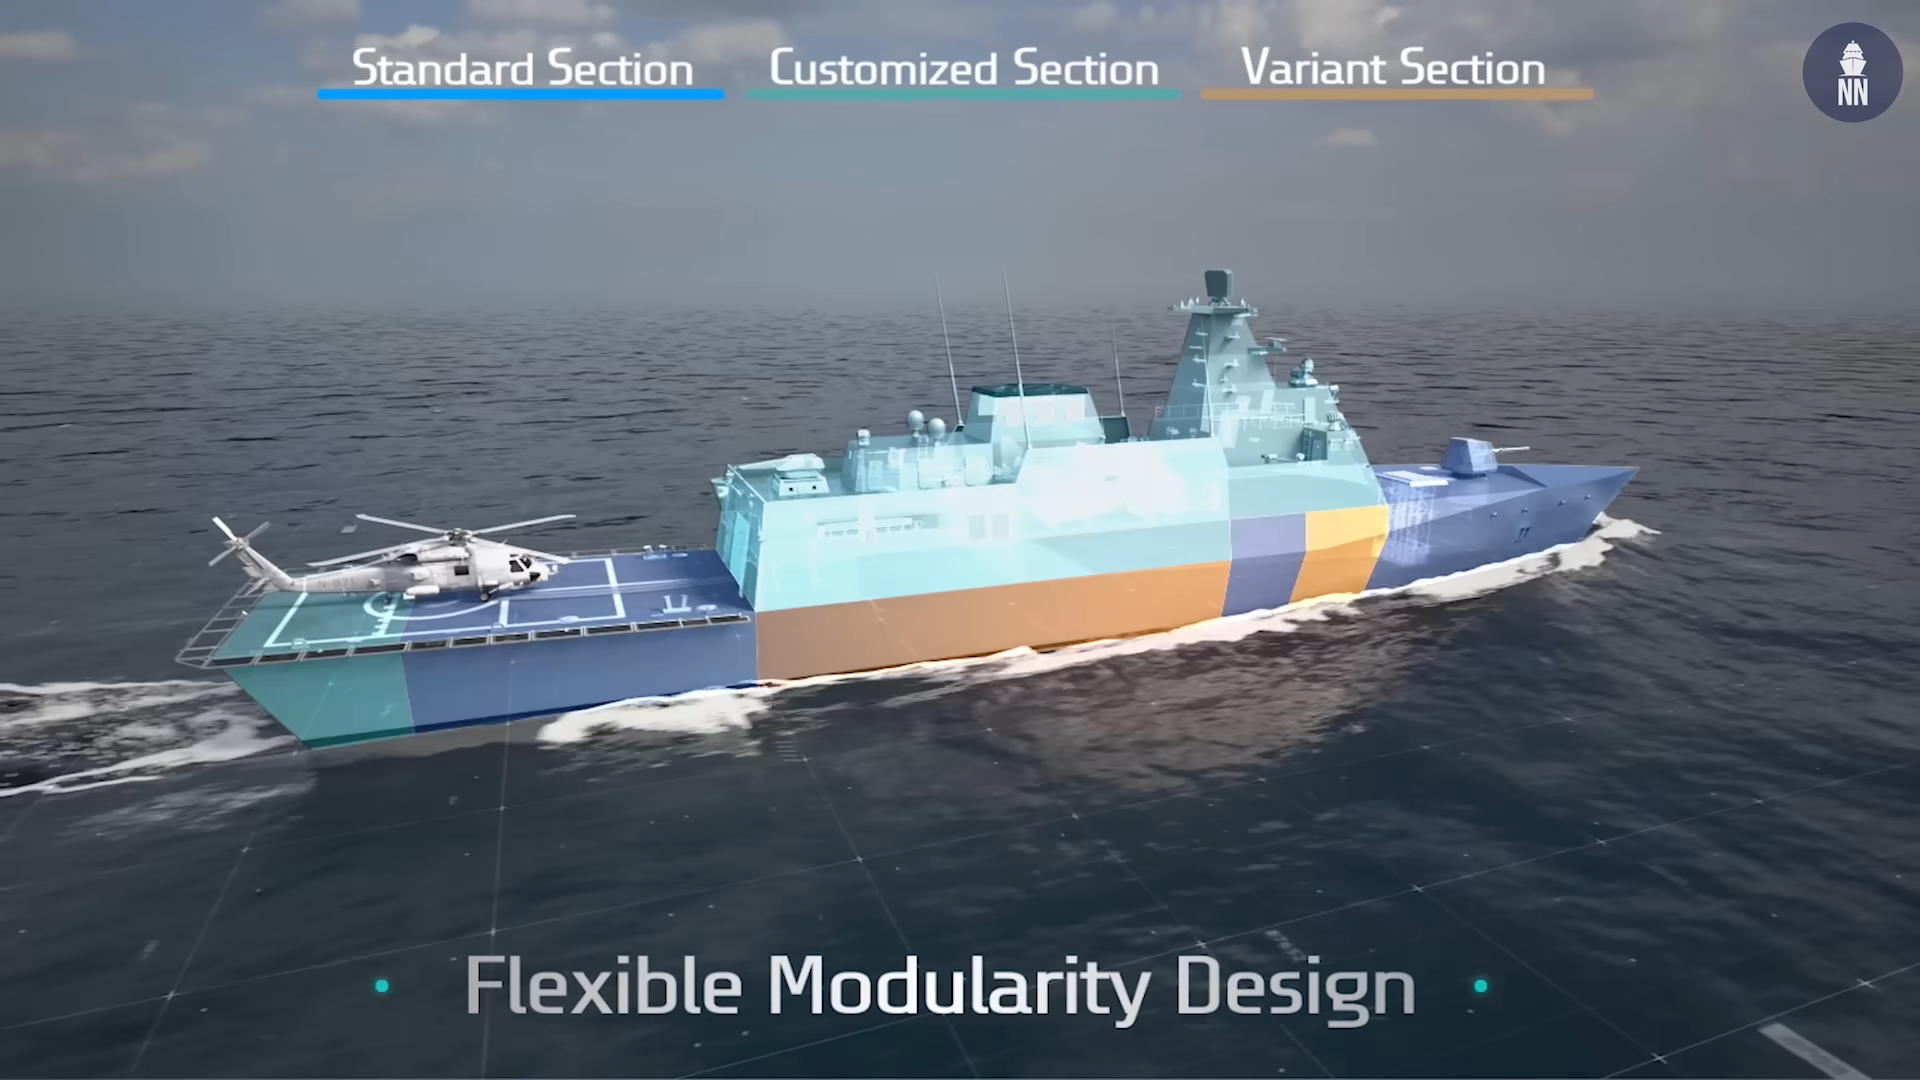 Standard Section
Customized Section
Variant Section
NN
Flexible Modularity Design